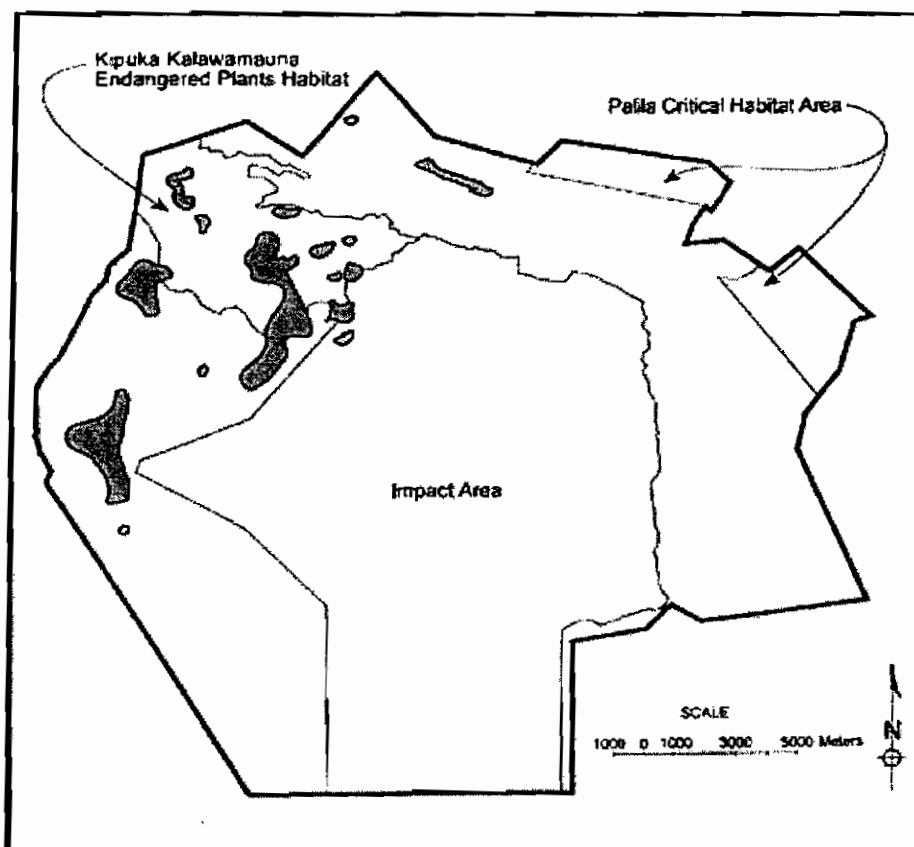 Kipuka Kalawamauna
Endangered Plants Habitat
Palila Critical Habitat Area
Impact Area
SCALE
1000 0 1000 3000 5000 Meters
N